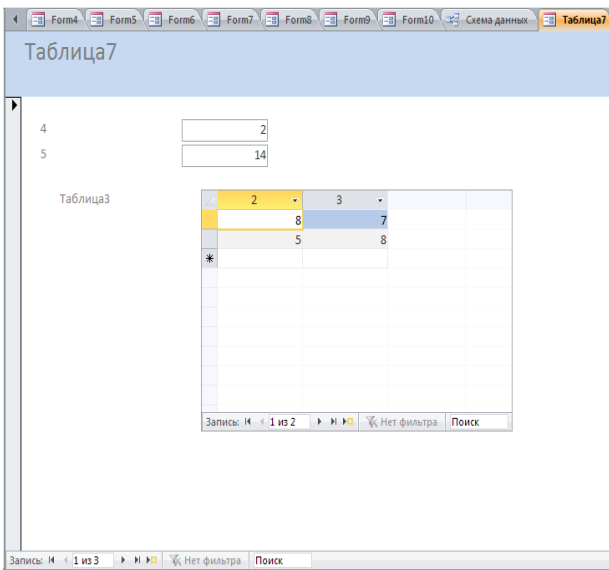 Form4 Form5 Form6 Form7 Form8 Form9 Form10 Схема данных Таблица7
Таблица7
4 2
5 14
Таблица3
2 3
8 7
5 8
Запись: 1 из 2 Нет фильтра Поиск
Запись: 1 из 3 Нет фильтра Поиск